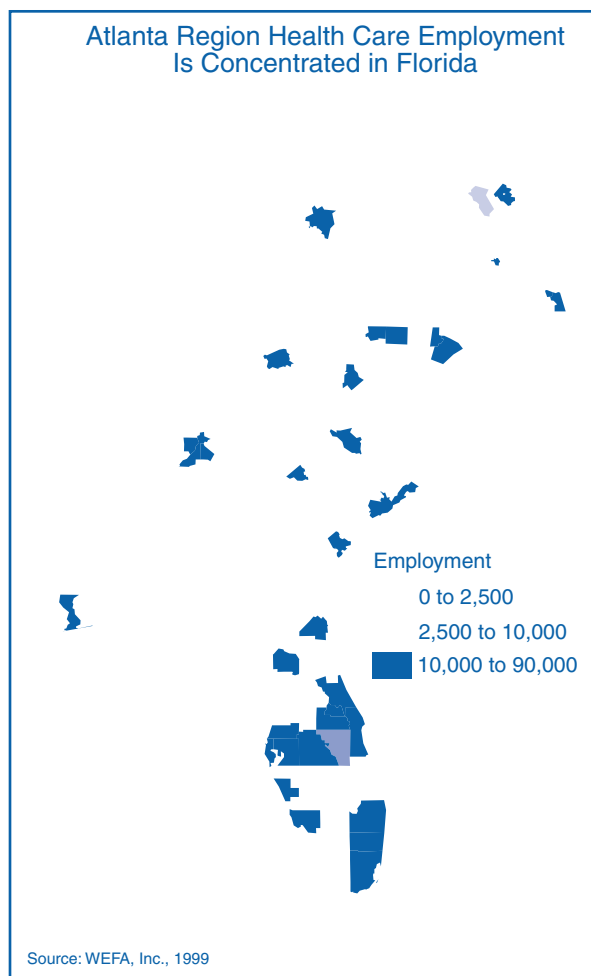 Atlanta Region Health Care Employment
Is Concentrated in Florida
Employment
0 to 2,500
2,500 to 10,000
10,000 to 90,000
Source: WEFA, Inc., 1999